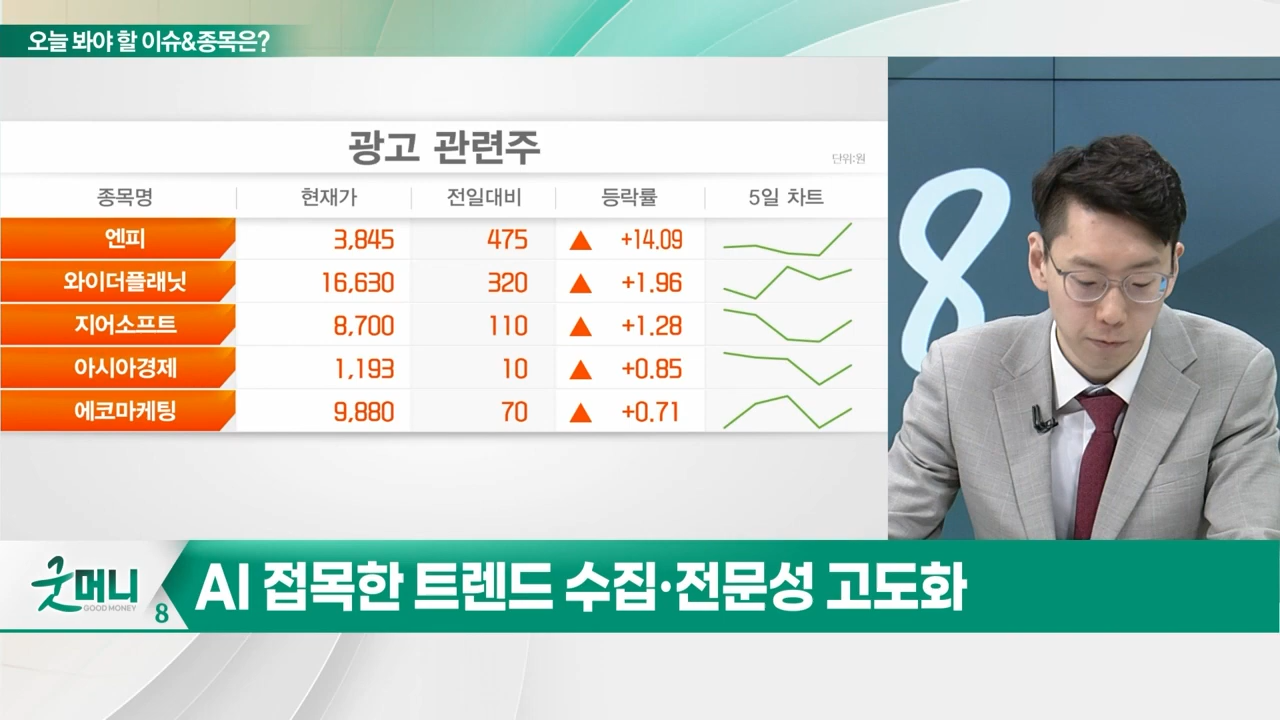 오늘 봐야 할 이슈&종목은?
광고 관련주
단위:원
종목명 현재가 전일대비 등락률 5일 차트
엔피 3,845 475 ▲ +14.09
와이더플래닛 16,630 320 ▲ +1.96
지어소프트 8,700 110 ▲ +1.28
아시아경제 1,193 10 ▲ +0.85
에코마케팅 9,880 70 ▲ +0.71
8
굿머니
GOOD MONEY
8
AI 접목한 트렌드 수집·전문성 고도화